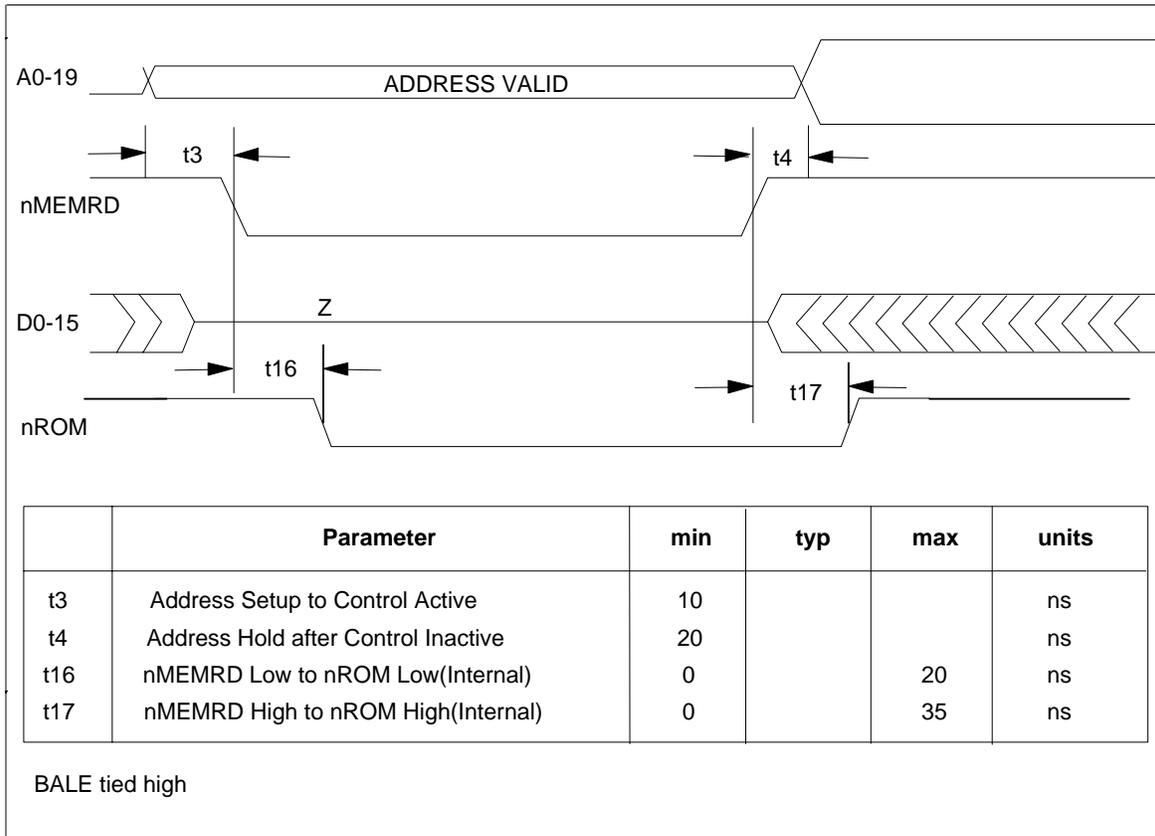 A0-19
ADDRESS VALID
t3
t4
nMEMRD
Z
D0-15
t16
t17
nROM
Parameter min typ max units
t3 Address Setup to Control Active 10 ns
t4 Address Hold after Control Inactive 20 ns
t16 nMEMRD Low to nROM Low(Internal) 0 20 ns
t17 nMEMRD High to nROM High(Internal) 0 35 ns
BALE tied high